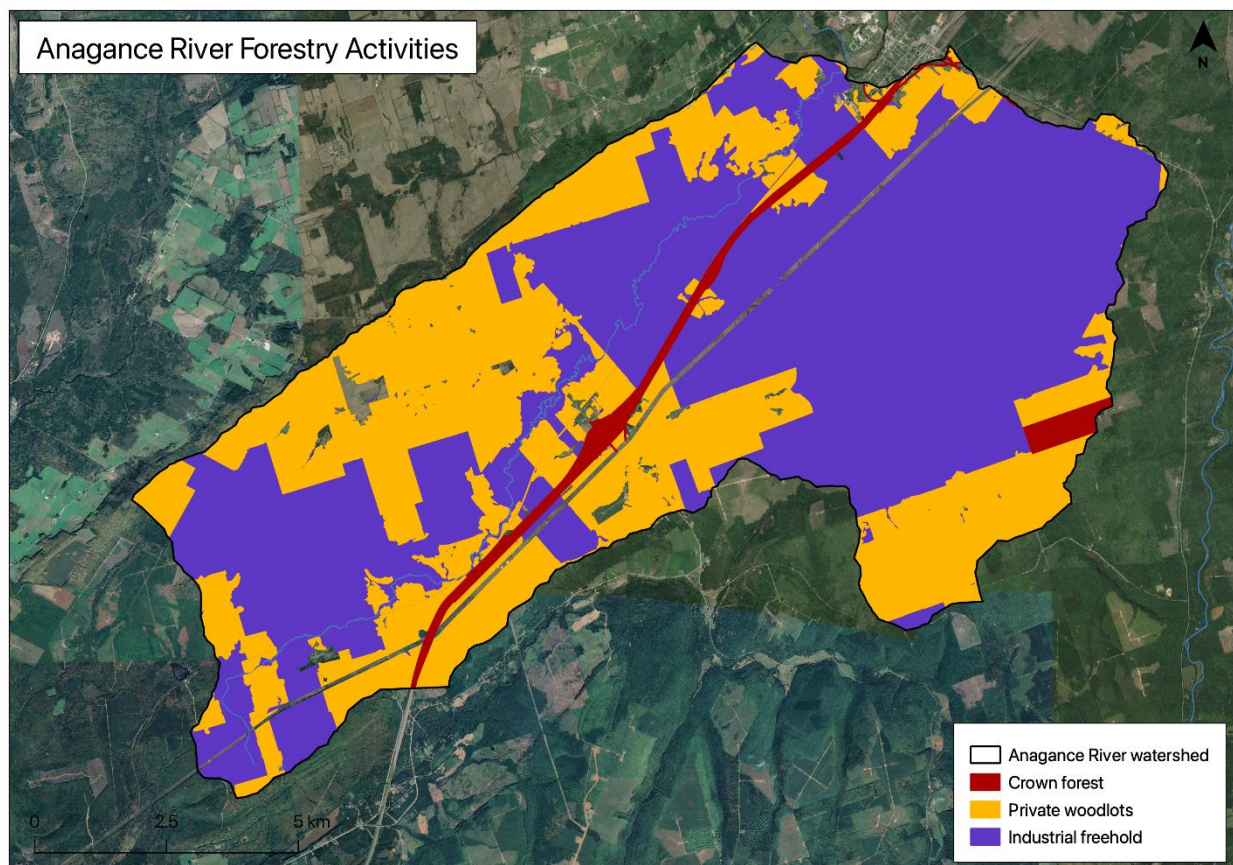 Anagance River Forestry Activities
N
Anagance River watershed
Crown forest
Private woodlots
Industrial freehold
0 2.5 5 km